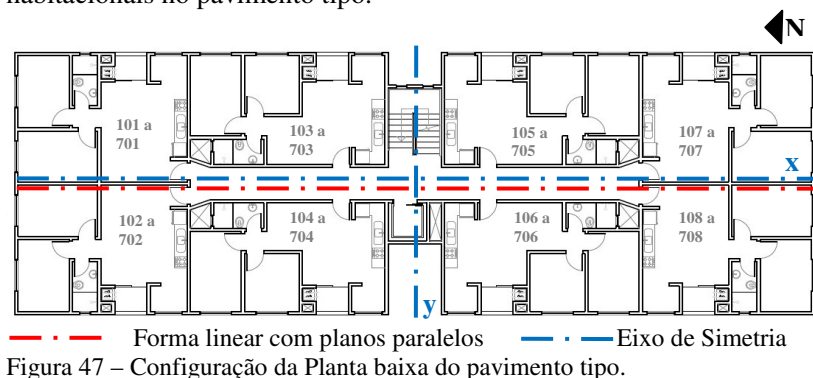 habitacionais no pavimento tipo.
N
101 a
701
103 a
703
105 a
705
107 a
707
x
102 a
702
104 a
704
106 a
706
108 a
708
y
Forma linear com planos paralelos
Eixo de Simetria
Figura 47 – Configuração da Planta baixa do pavimento tipo.